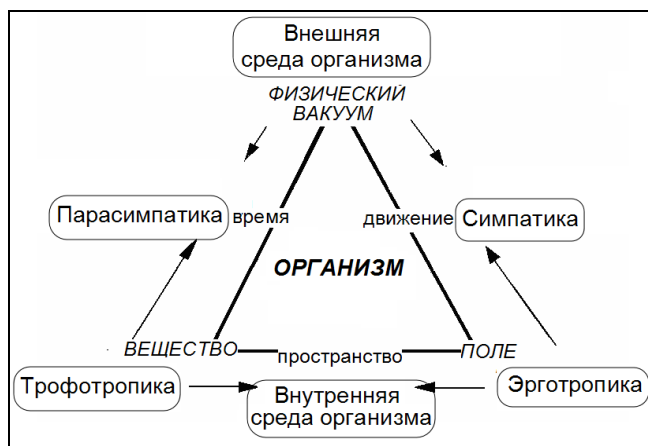 Внешняя
среда организма
ФИЗИЧЕСКИЙ
ВАКУУМ
Парасимпатика
время
движение
Симпатика
ОРГАНИЗМ
ВЕЩЕСТВО
пространство
ПОЛЕ
Трофотропика
Внутренняя
среда организма
Эрготропика